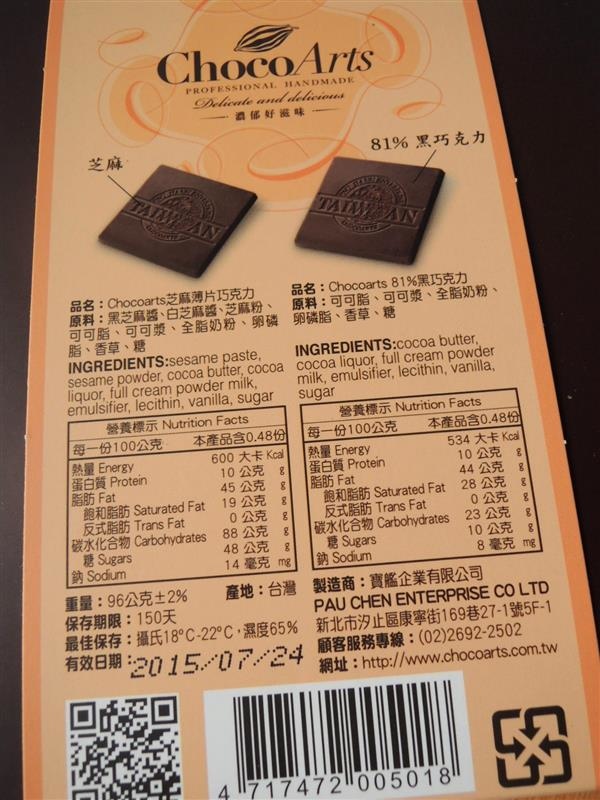 ChocoArts
PROFESSIONAL HANDMADE
Delicate and delicious
濃郁好滋味
芝麻
81% 黑巧克力
TAIWAN
TAIWAN
品名：Chocoarts芝麻薄片巧克力
原料：黑芝麻醬、白芝麻醬、芝麻粉、
可可脂、可可漿、全脂奶粉、卵磷
脂、香草、糖
INGREDIENTS:sesame paste,
sesame powder, cocoa butter, cocoa
liquor, full cream powder milk,
emulsifier, lecithin, vanilla, sugar
營養標示 Nutrition Facts
每一份100公克 本產品含0.48份
熱量 Energy 600 大卡 Kcal
蛋白質 Protein 10 公克 g
脂肪 Fat 45 公克 g
飽和脂肪 Saturated Fat 19 公克 g
反式脂肪 Trans Fat 0 公克 g
碳水化合物 Carbohydrates 88 公克 g
糖 Sugars 48 公克 g
鈉 Sodium 14 毫克 mg
品名：Chocoarts 81%黑巧克力
原料：可可脂、可可漿、全脂奶粉、
卵磷脂、香草、糖
INGREDIENTS:cocoa butter,
cocoa liquor, full cream powder
milk, emulsifier, lecithin, vanilla,
sugar
營養標示 Nutrition Facts
每一份100公克 本產品含0.48份
熱量 Energy 534 大卡 Kcal
蛋白質 Protein 10 公克 g
脂肪 Fat 44 公克 g
飽和脂肪 Saturated Fat 28 公克 g
反式脂肪 Trans Fat 0 公克 g
碳水化合物 Carbohydrates 23 公克 g
糖 Sugars 10 公克 g
鈉 Sodium 8 毫克 mg
重量：96公克±2% 產地：台灣
保存期限：150天
最佳保存：攝氏18°C-22°C，濕度65%
有效日期：2015/07/24
製造商：寶艦企業有限公司
PAU CHEN ENTERPRISE CO LTD
新北市汐止區康寧街169巷27-1號5F-1
顧客服務專線：(02)2692-2502
網址：http://www.chocoarts.com.tw
4 717472 005018